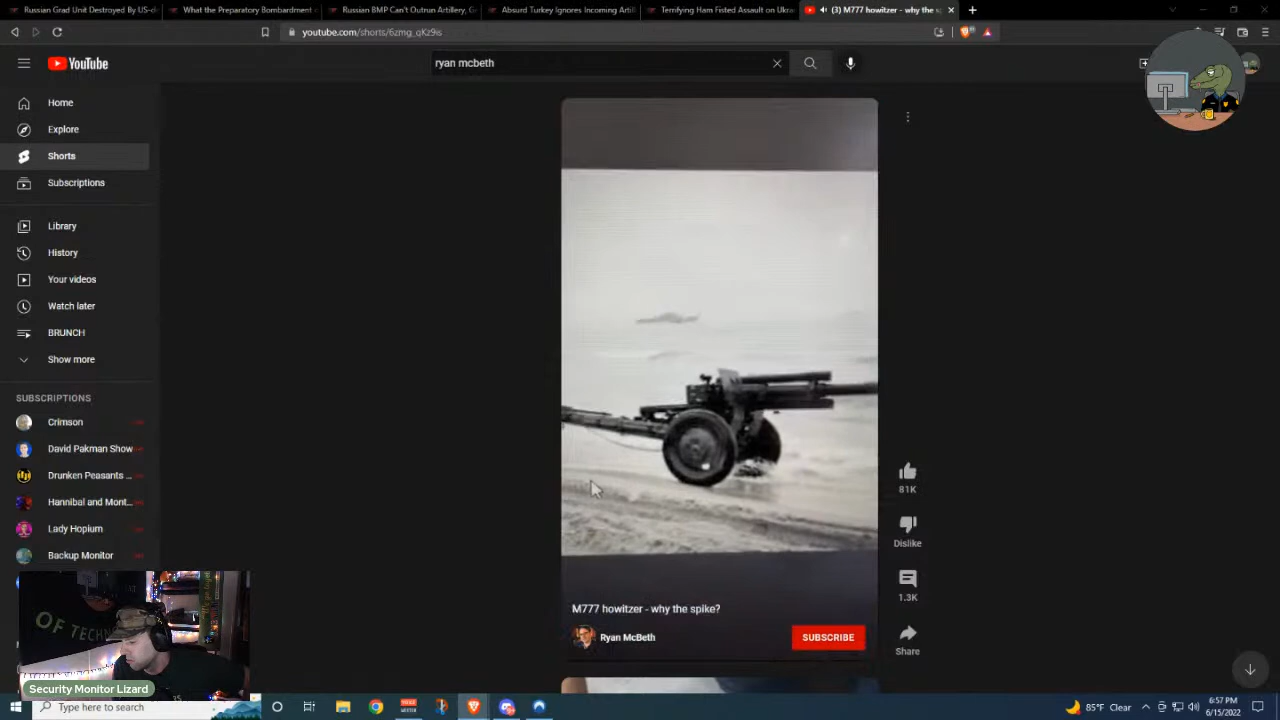 Russian Grad Unit Destroyed By US-d
What the Preparatory Bombardment
Russian BMP Can't Outrun Artillery, G
Absurd Turkey Ignores Incoming Artill
Terrifying Ham Fisted Assault on Ukra
(3) M777 howitzer - why the s
youtube.com/shorts/6zmg_qKz9is
YouTube
ryan mcbeth
Home
Explore
Shorts
Subscriptions
Library
History
Your videos
Watch later
BRUNCH
Show more
SUBSCRIPTIONS
Crimson
David Pakman Show
Drunken Peasants ...
Hannibal and Mont...
Lady Hopium
Backup Monitor
81K
Dislike
1.3K
Share
M777 howitzer - why the spike?
Ryan McBeth
SUBSCRIBE
OF TECHN
Security Monitor Lizard
Type here to search
85°F Clear
6:57 PM
6/15/2022